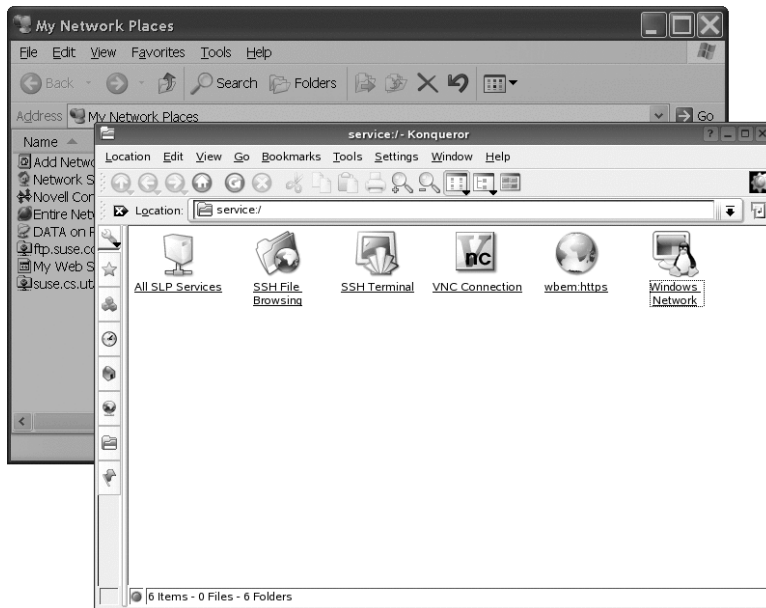 My Network Places
File Edit View Favorites Tools Help
Back Search Folders
Address My Network Places Go
Name
Add Netwo
Network S
Novell Cor
Entire Net
DATA on F
ftp.suse.co
My Web S
suse.cs.ut
service:/ - Konqueror
Location Edit View Go Bookmarks Tools Settings Window Help
Location: service:/
All SLP Services
SSH File
Browsing
SSH Terminal
Vnc
VNC Connection
wbem:https
Windows
Network
6 Items - 0 Files - 6 Folders